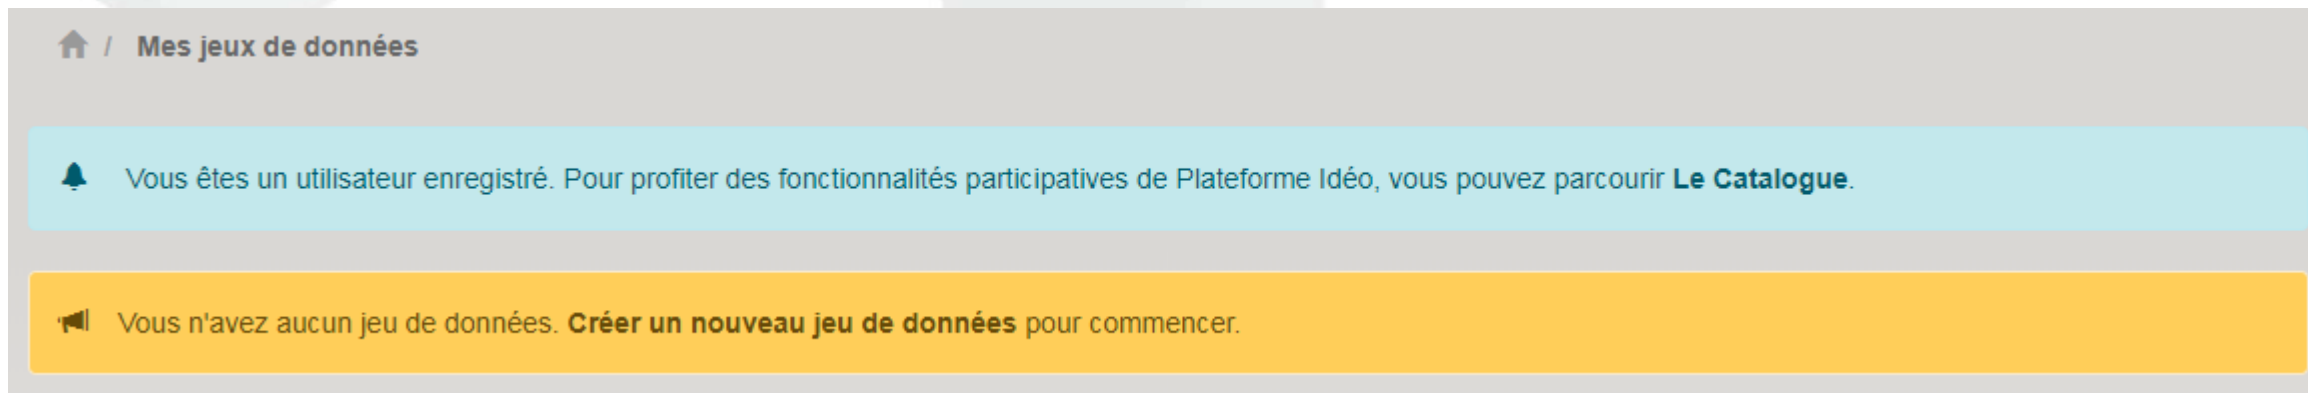 / Mes jeux de données
Vous êtes un utilisateur enregistré. Pour profiter des fonctionnalités participatives de Plateforme Idéo, vous pouvez parcourir Le Catalogue.
Vous n'avez aucun jeu de données. Créer un nouveau jeu de données pour commencer.